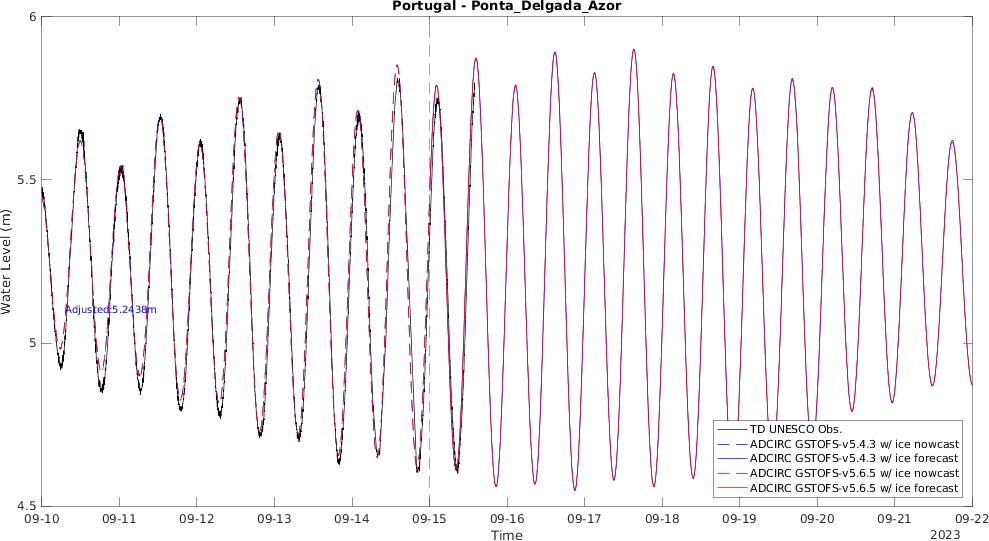 Portugal - Ponta_Delgada_Azor
6
5.5
5
4.5
Water Level (m)
Adjusted:5.2438m
TD UNESCO Obs.
ADCIRC GSTOFS-v5.4.3 w/ ice nowcast
ADCIRC GSTOFS-v5.4.3 w/ ice forecast
ADCIRC GSTOFS-v5.6.5 w/ ice nowcast
ADCIRC GSTOFS-v5.6.5 w/ ice forecast
09-10 09-11 09-12 09-13 09-14 09-15 09-16 09-17 09-18 09-19 09-20 09-21 09-22
Time
2023